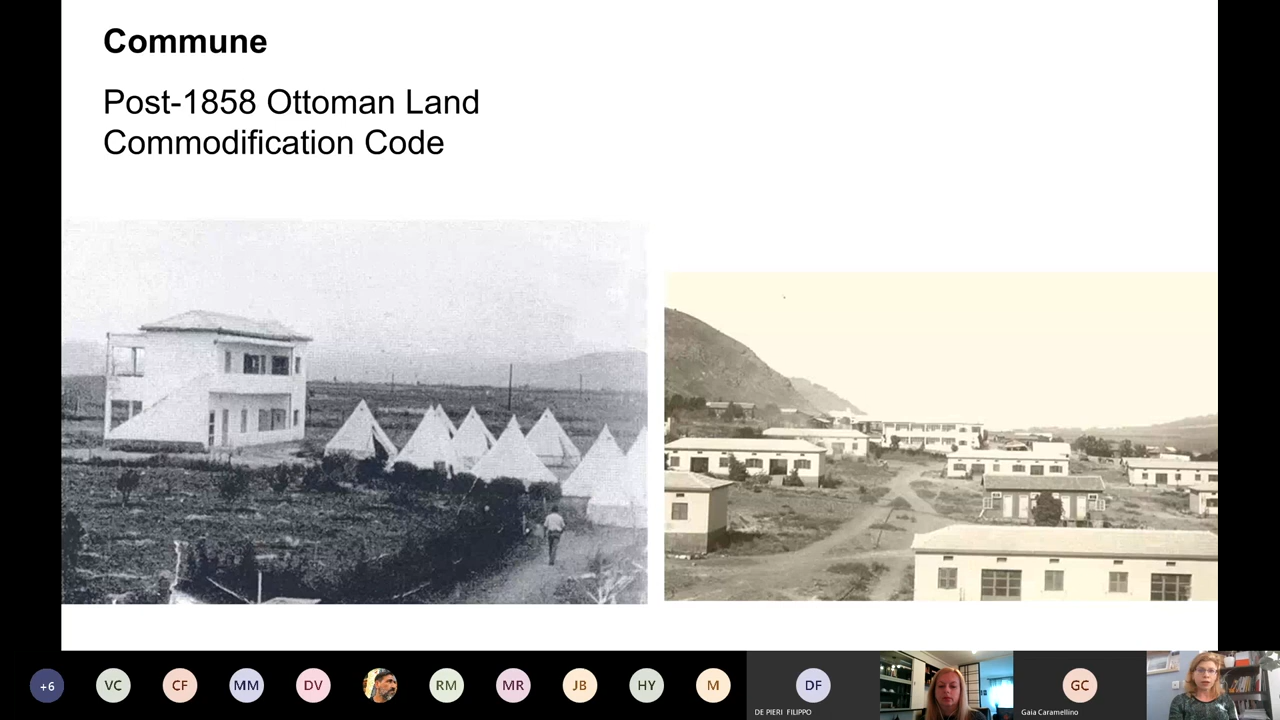 Commune
Post-1858 Ottoman Land
Commodification Code
+6
VC
CF
MM
DV
RM
MR
JB
HY
M
DF
GC
DE PIERI FILIPPO
Gaia Caramellino